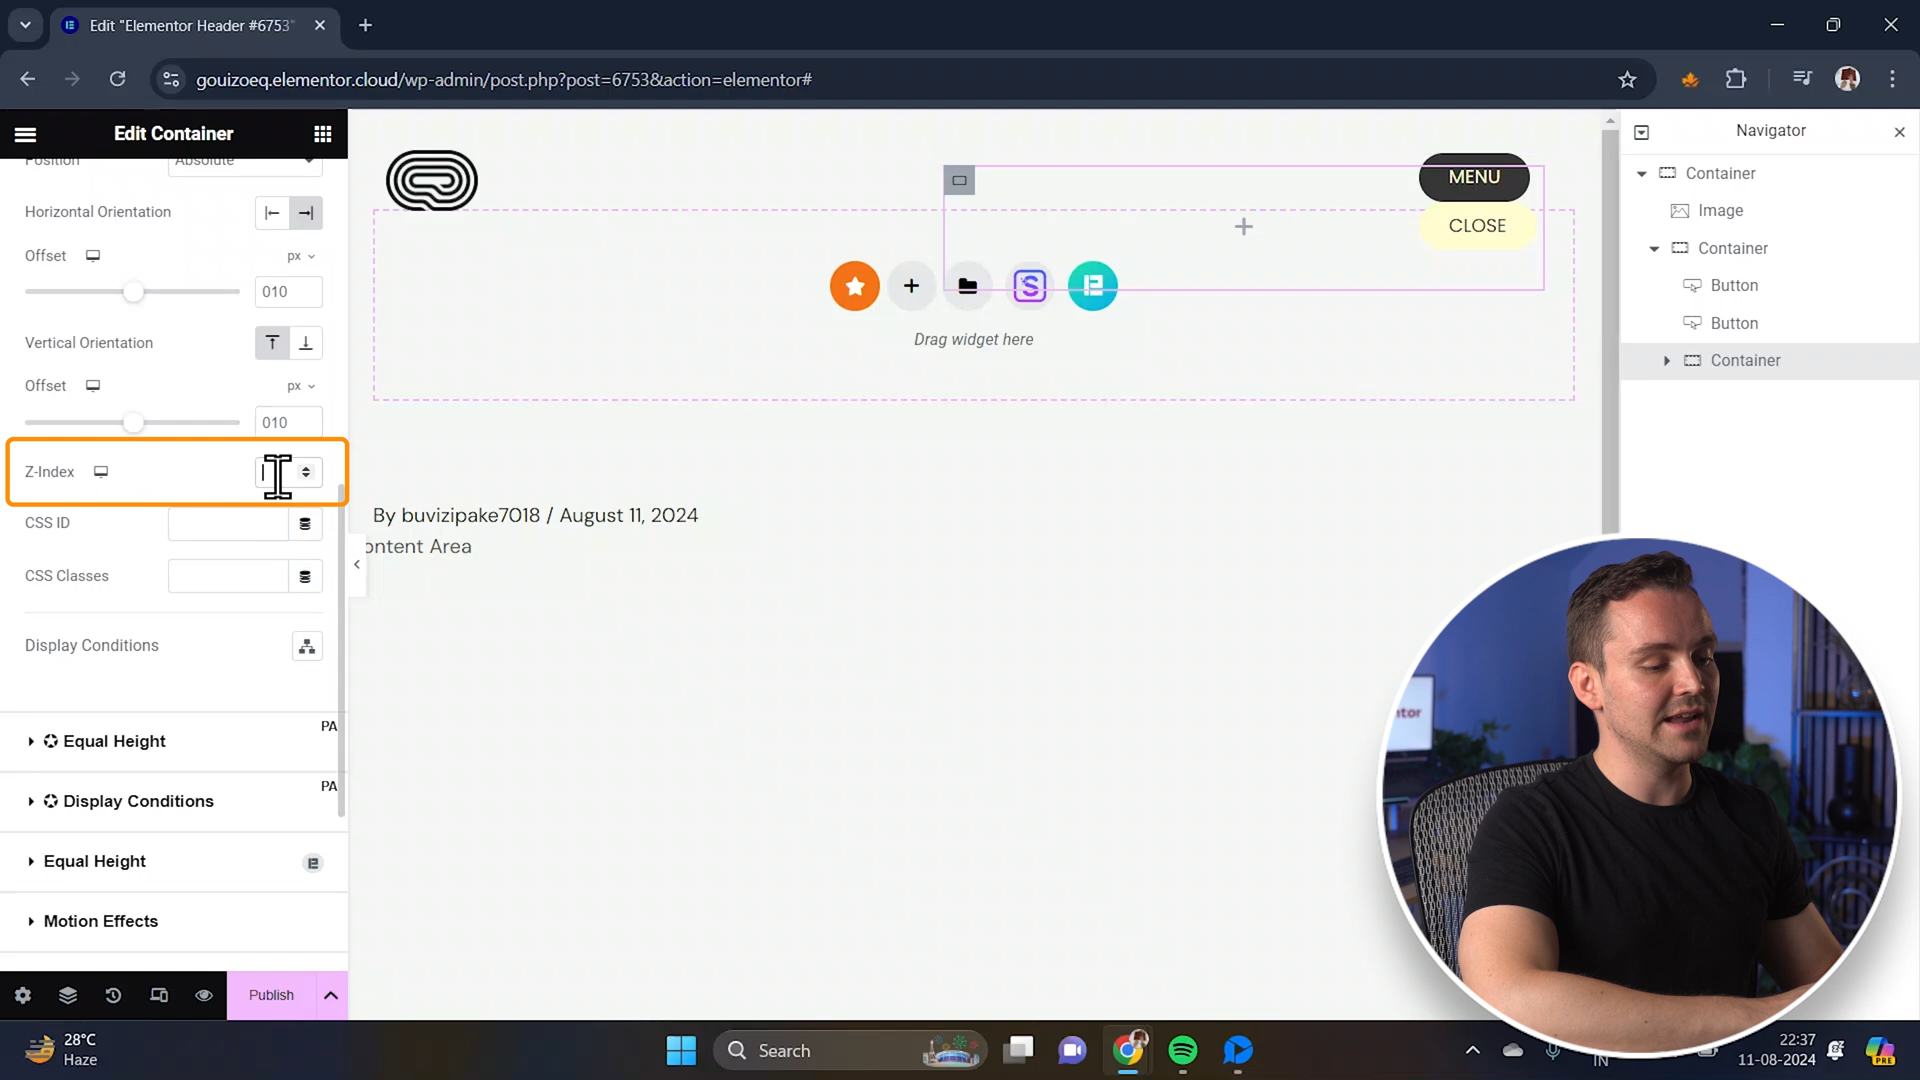 Edit "Elementor Header #6753"
gouizoeq.elementor.cloud/wp-admin/post.php?post=6753&action=elementor#
Edit Container
Position Absolute
Horizontal Orientation
Offset px
010
Vertical Orientation
Offset px
010
Z-Index
CSS ID
CSS Classes
Display Conditions
PA
Equal Height
PA
Display Conditions
Equal Height
Motion Effects
Publish
MENU
CLOSE
Drag widget here
By buvizipake7018 / August 11, 2024
ontent Area
Navigator
Container
Image
Container
Button
Button
Container
ntor
28°C
Haze
Search
PRE
IN
22:37
11-08-2024